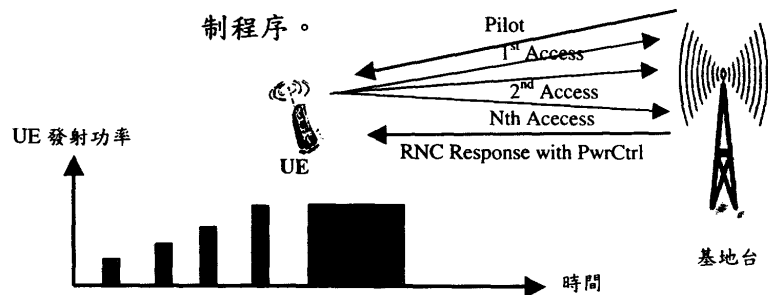 制程序。
Pilot
1st Access
2nd Access
Nth Acecess
RNC Response with PwrCtrl
UE
UE 發射功率
時間
基地台